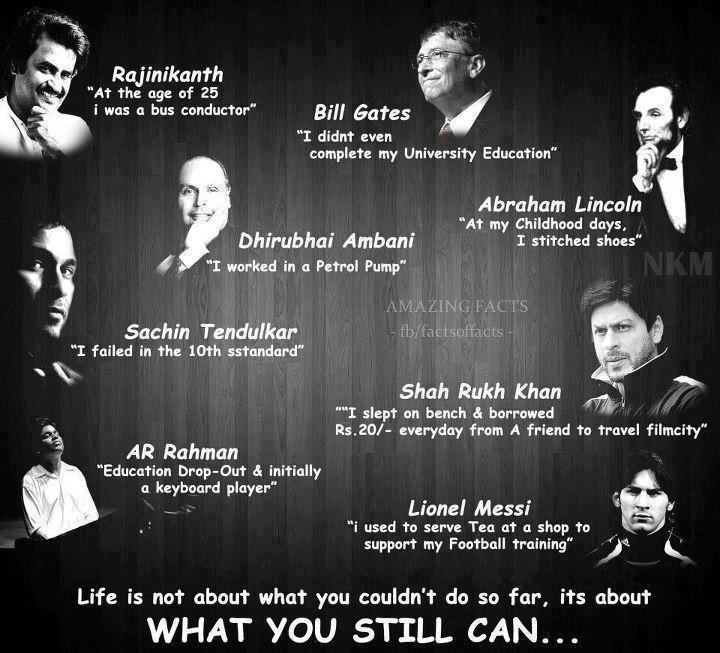 Rajinikanth
"At the age of 25
i was a bus conductor"
Bill Gates
"I didnt even
complete my University Education"
Abraham Lincoln
"At my Childhood days,
I stitched shoes"
NKM
Dhirubhai Ambani
"I worked in a Petrol Pump"
AMAZING FACTS
- fb/factsoffacts -
Sachin Tendulkar
"I failed in the 10th sstandard"
Shah Rukh Khan
""I slept on bench & borrowed
Rs.20/- everyday from A friend to travel filmcity"
AR Rahman
"Education Drop-Out & initially
a keyboard player"
Lionel Messi
"i used to serve Tea at a shop to
support my Football training"
Life is not about what you couldn't do so far, its about
WHAT YOU STILL CAN...